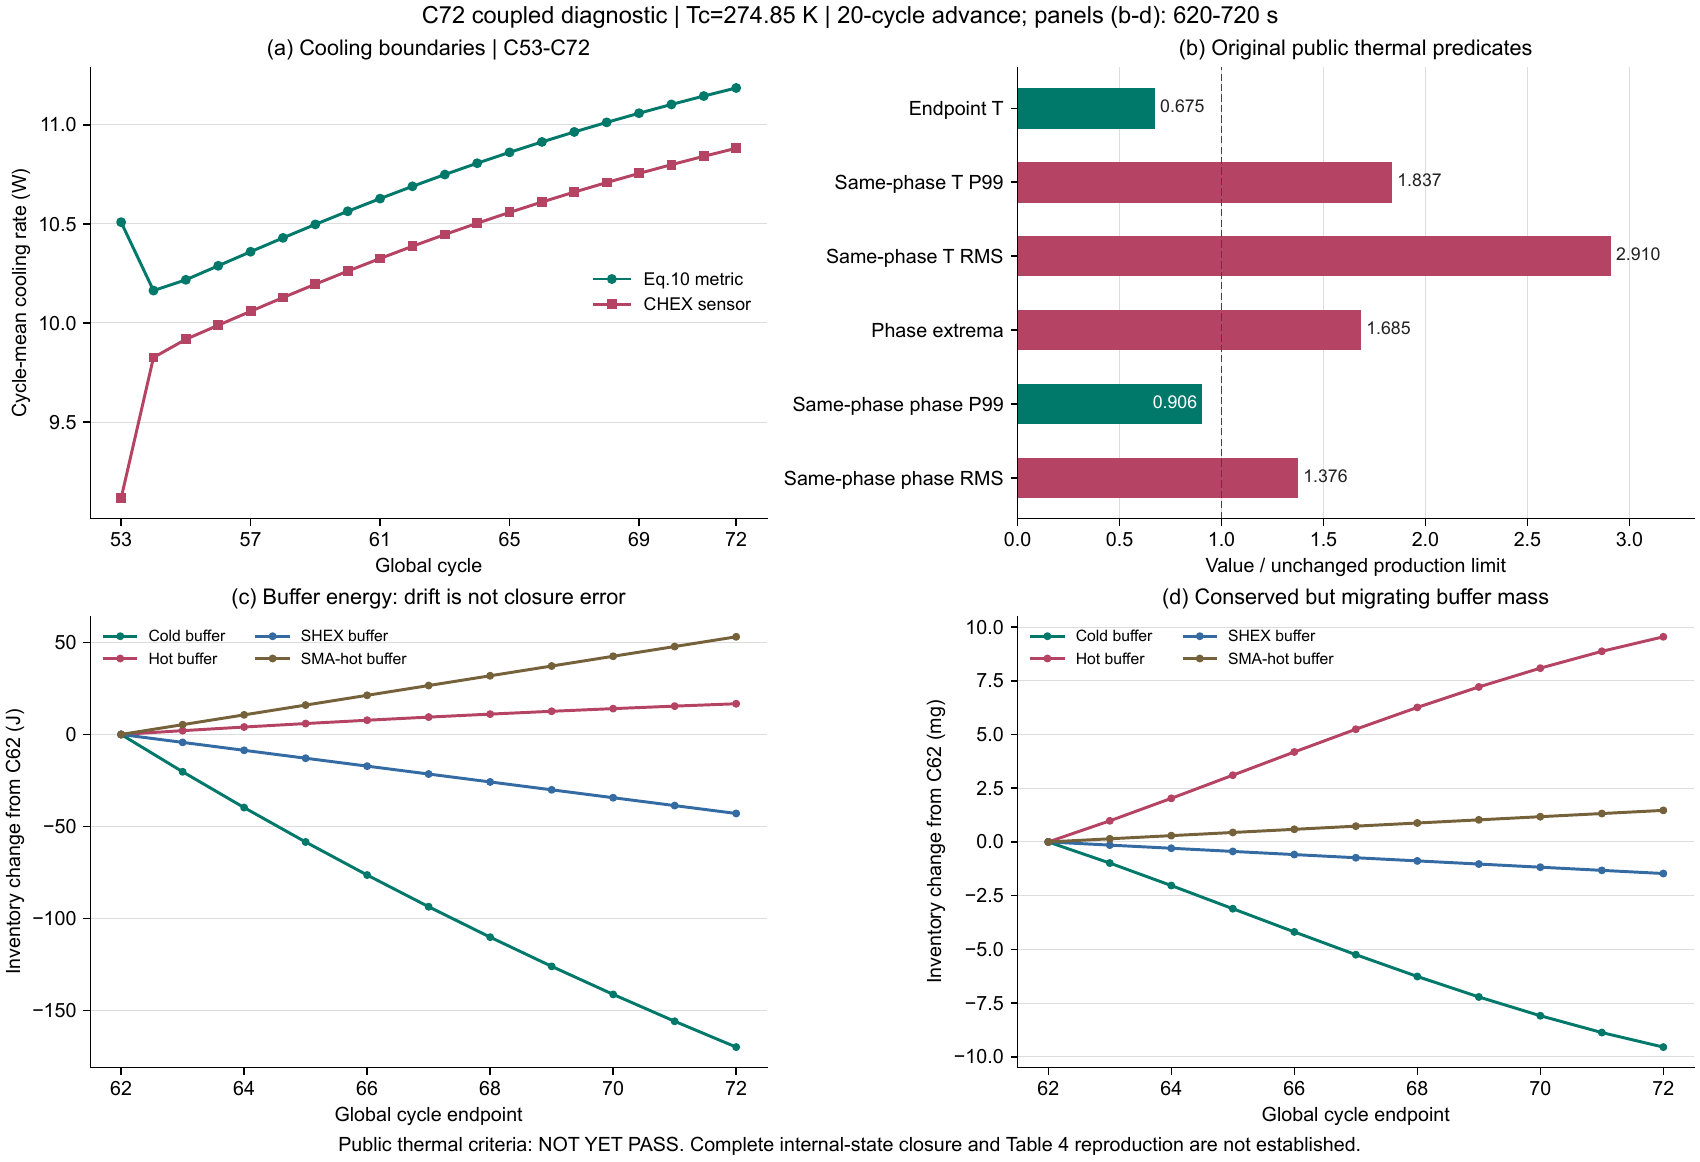 C72 coupled diagnostic | Tc=274.85 K | 20-cycle advance; panels (b-d): 620-720 s
(a) Cooling boundaries | C53-C72
Cycle-mean cooling rate (W)
11.0
10.5
10.0
9.5
Eq.10 metric
CHEX sensor
53
57
61
65
69
72
Global cycle
(b) Original public thermal predicates
Endpoint T
0.675
Same-phase T P99
1.837
Same-phase T RMS
2.910
Phase extrema
1.685
Same-phase phase P99
0.906
Same-phase phase RMS
1.376
0.0
0.5
1.0
1.5
2.0
2.5
3.0
Value / unchanged production limit
(c) Buffer energy: drift is not closure error
Cold buffer
Hot buffer
SHEX buffer
SMA-hot buffer
Inventory change from C62 (J)
50
0
−50
−100
−150
62
64
66
68
70
72
Global cycle endpoint
(d) Conserved but migrating buffer mass
Cold buffer
Hot buffer
SHEX buffer
SMA-hot buffer
Inventory change from C62 (mg)
10.0
7.5
5.0
2.5
0.0
−2.5
−5.0
−7.5
−10.0
62
64
66
68
70
72
Global cycle endpoint
Public thermal criteria: NOT YET PASS. Complete internal-state closure and Table 4 reproduction are not established.